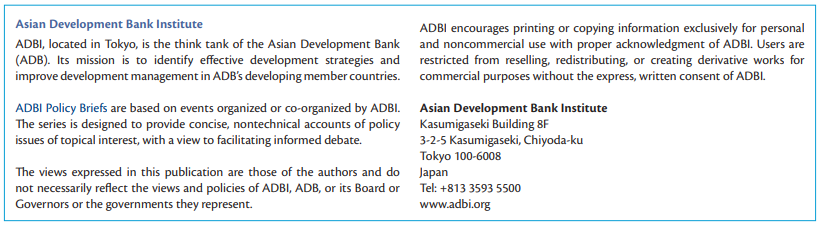 Asian Development Bank Institute
ADBI, located in Tokyo, is the think tank of the Asian Development Bank
(ADB). Its mission is to identify effective development strategies and
improve development management in ADB's developing member countries.
ADBI Policy Briefs are based on events organized or co-organized by ADBI.
The series is designed to provide concise, nontechnical accounts of policy
issues of topical interest, with a view to facilitating informed debate.
The views expressed in this publication are those of the authors and do
not necessarily reflect the views and policies of ADBI, ADB, or its Board or
Governors or the governments they represent.
ADBI encourages printing or copying information exclusively for personal
and noncommercial use with proper acknowledgment of ADBI. Users are
restricted from reselling, redistributing, or creating derivative works for
commercial purposes without the express, written consent of ADBI.
Asian Development Bank Institute
Kasumigaseki Building 8F
3-2-5 Kasumigaseki, Chiyoda-ku
Tokyo 100-6008
Japan
Tel: +813 3593 5500
www.adbi.org